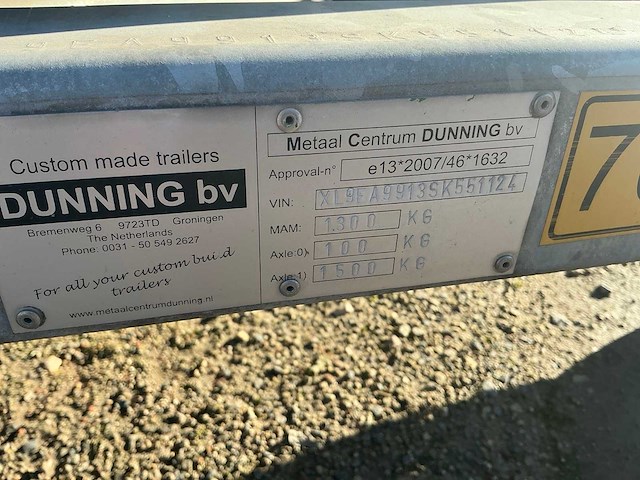 Custom made trailers
DUNNING bv
Bremenweg 6 9723TD Groningen
The Netherlands
Phone: 0031 - 50 549 2627
For all your custom build
trailers
www.metaalcentrumdunning.nl
Metaal Centrum DUNNING bv
Approval-n° e13*2007/46*1632
VIN: XL9FA9913SK551124
MAM: 1.300 KG
Axle:0) 100 KG
Axle:1) 1500 KG